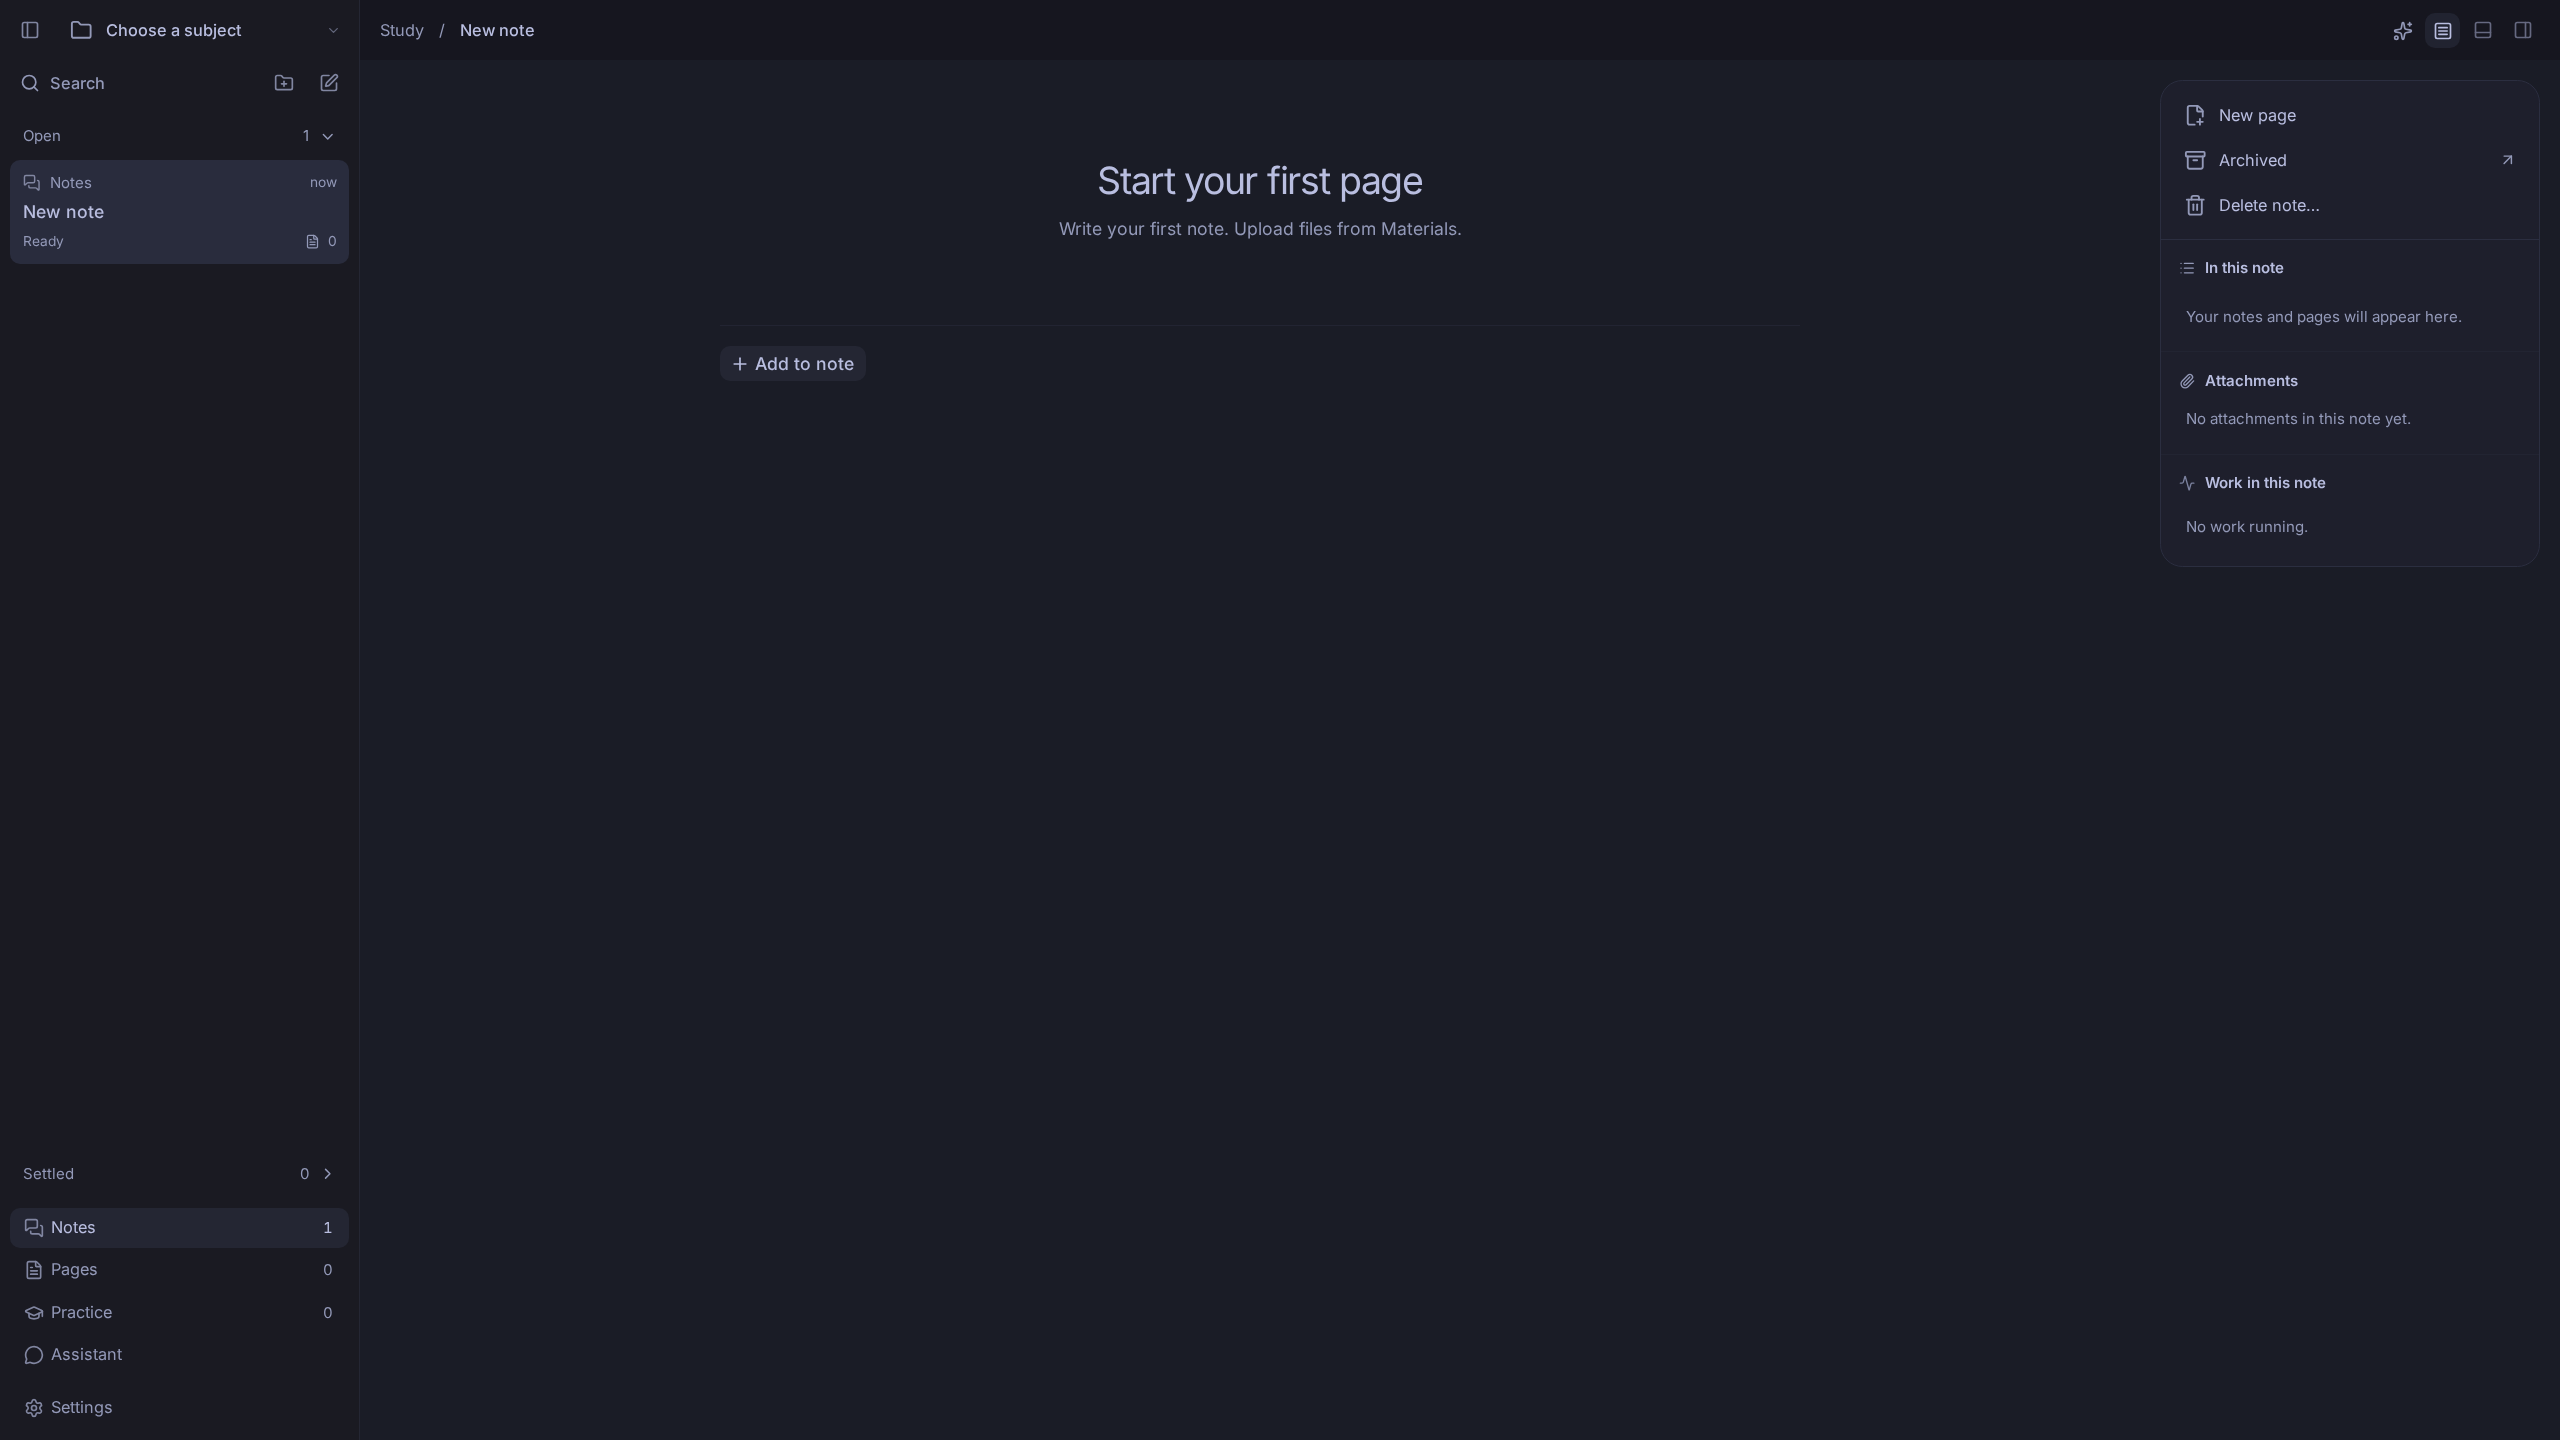 Choose a subject
Search
Open 1
Notes now
New note
Ready 0
Settled 0
Notes 1
Pages 0
Practice 0
Assistant
Settings
Study / New note
Start your first page
Write your first note. Upload files from Materials.
Add to note
New page
Archived
Delete note...
In this note
Your notes and pages will appear here.
Attachments
No attachments in this note yet.
Work in this note
No work running.